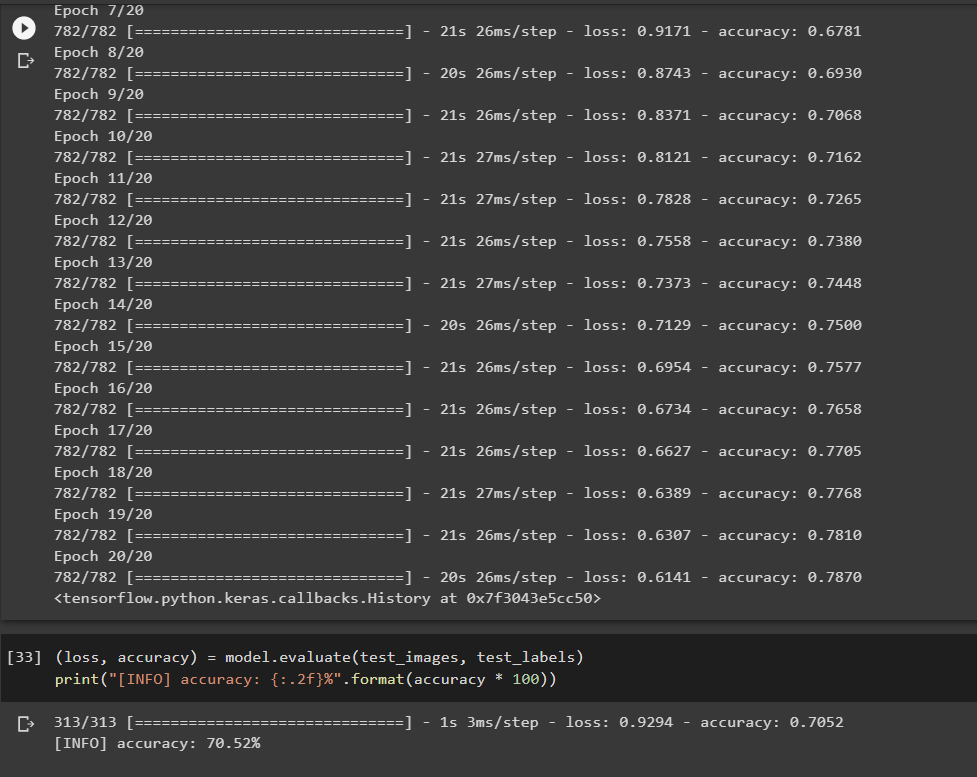 Epoch 7/20
782/782 [==============================] - 21s 26ms/step - loss: 0.9171 - accuracy: 0.6781
Epoch 8/20
782/782 [==============================] - 20s 26ms/step - loss: 0.8743 - accuracy: 0.6930
Epoch 9/20
782/782 [==============================] - 21s 26ms/step - loss: 0.8371 - accuracy: 0.7068
Epoch 10/20
782/782 [==============================] - 21s 27ms/step - loss: 0.8121 - accuracy: 0.7162
Epoch 11/20
782/782 [==============================] - 21s 27ms/step - loss: 0.7828 - accuracy: 0.7265
Epoch 12/20
782/782 [==============================] - 21s 26ms/step - loss: 0.7558 - accuracy: 0.7380
Epoch 13/20
782/782 [==============================] - 21s 27ms/step - loss: 0.7373 - accuracy: 0.7448
Epoch 14/20
782/782 [==============================] - 20s 26ms/step - loss: 0.7129 - accuracy: 0.7500
Epoch 15/20
782/782 [==============================] - 21s 26ms/step - loss: 0.6954 - accuracy: 0.7577
Epoch 16/20
782/782 [==============================] - 21s 26ms/step - loss: 0.6734 - accuracy: 0.7658
Epoch 17/20
782/782 [==============================] - 21s 26ms/step - loss: 0.6627 - accuracy: 0.7705
Epoch 18/20
782/782 [==============================] - 21s 27ms/step - loss: 0.6389 - accuracy: 0.7768
Epoch 19/20
782/782 [==============================] - 21s 26ms/step - loss: 0.6307 - accuracy: 0.7810
Epoch 20/20
782/782 [==============================] - 20s 26ms/step - loss: 0.6141 - accuracy: 0.7870
<tensorflow.python.keras.callbacks.History at 0x7f3043e5cc50>
[33] (loss, accuracy) = model.evaluate(test_images, test_labels)
print("[INFO] accuracy: {:.2f}%".format(accuracy * 100))
313/313 [==============================] - 1s 3ms/step - loss: 0.9294 - accuracy: 0.7052
[INFO] accuracy: 70.52%